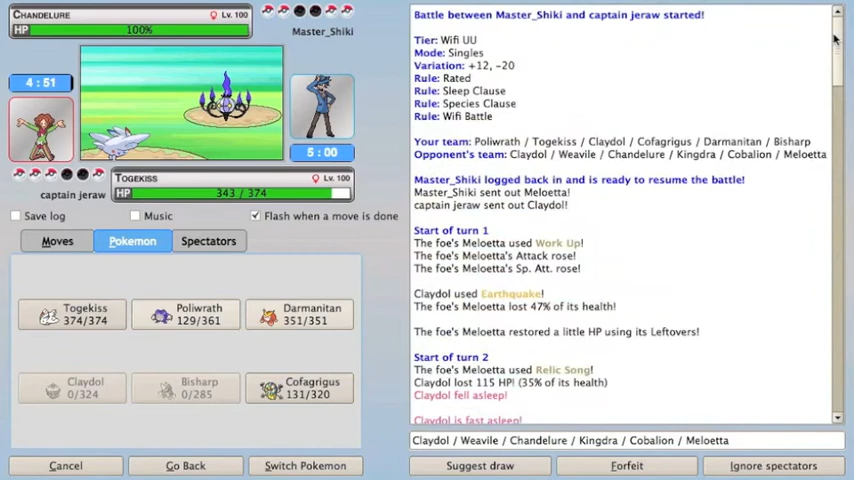 CHANDELURE
Lv. 100
HP
100%
Master_Shiki
4 : 51
5 : 00
TOGEKISS
Lv. 100
captain jeraw
HP
343 / 374
Save log
Music
Flash when a move is done
Moves
Pokemon
Spectators
Togekiss
374/374
Poliwrath
129/361
Darmanitan
351/351
Claydol
0/324
Bisharp
0/285
Cofagrigus
131/320
Cancel
Go Back
Switch Pokemon
Battle between Master_Shiki and captain jeraw started!
Tier: Wifi UU
Mode: Singles
Variation: +12, -20
Rule: Rated
Rule: Sleep Clause
Rule: Species Clause
Rule: Wifi Battle
Your team: Poliwrath / Togekiss / Claydol / Cofagrigus / Darmanitan / Bisharp
Opponent's team: Claydol / Weavile / Chandelure / Kingdra / Cobalion / Meloetta
Master_Shiki logged back in and is ready to resume the battle!
Master_Shiki sent out Meloetta!
captain jeraw sent out Claydol!
Start of turn 1
The foe's Meloetta used Work Up!
The foe's Meloetta's Attack rose!
The foe's Meloetta's Sp. Att. rose!
Claydol used Earthquake!
The foe's Meloetta lost 47% of its health!
The foe's Meloetta restored a little HP using its Leftovers!
Start of turn 2
The foe's Meloetta used Relic Song!
Claydol lost 115 HP! (35% of its health)
Claydol fell asleep!
Claydol is fast asleep!
Claydol / Weavile / Chandelure / Kingdra / Cobalion / Meloetta
Suggest draw
Forfeit
Ignore spectators